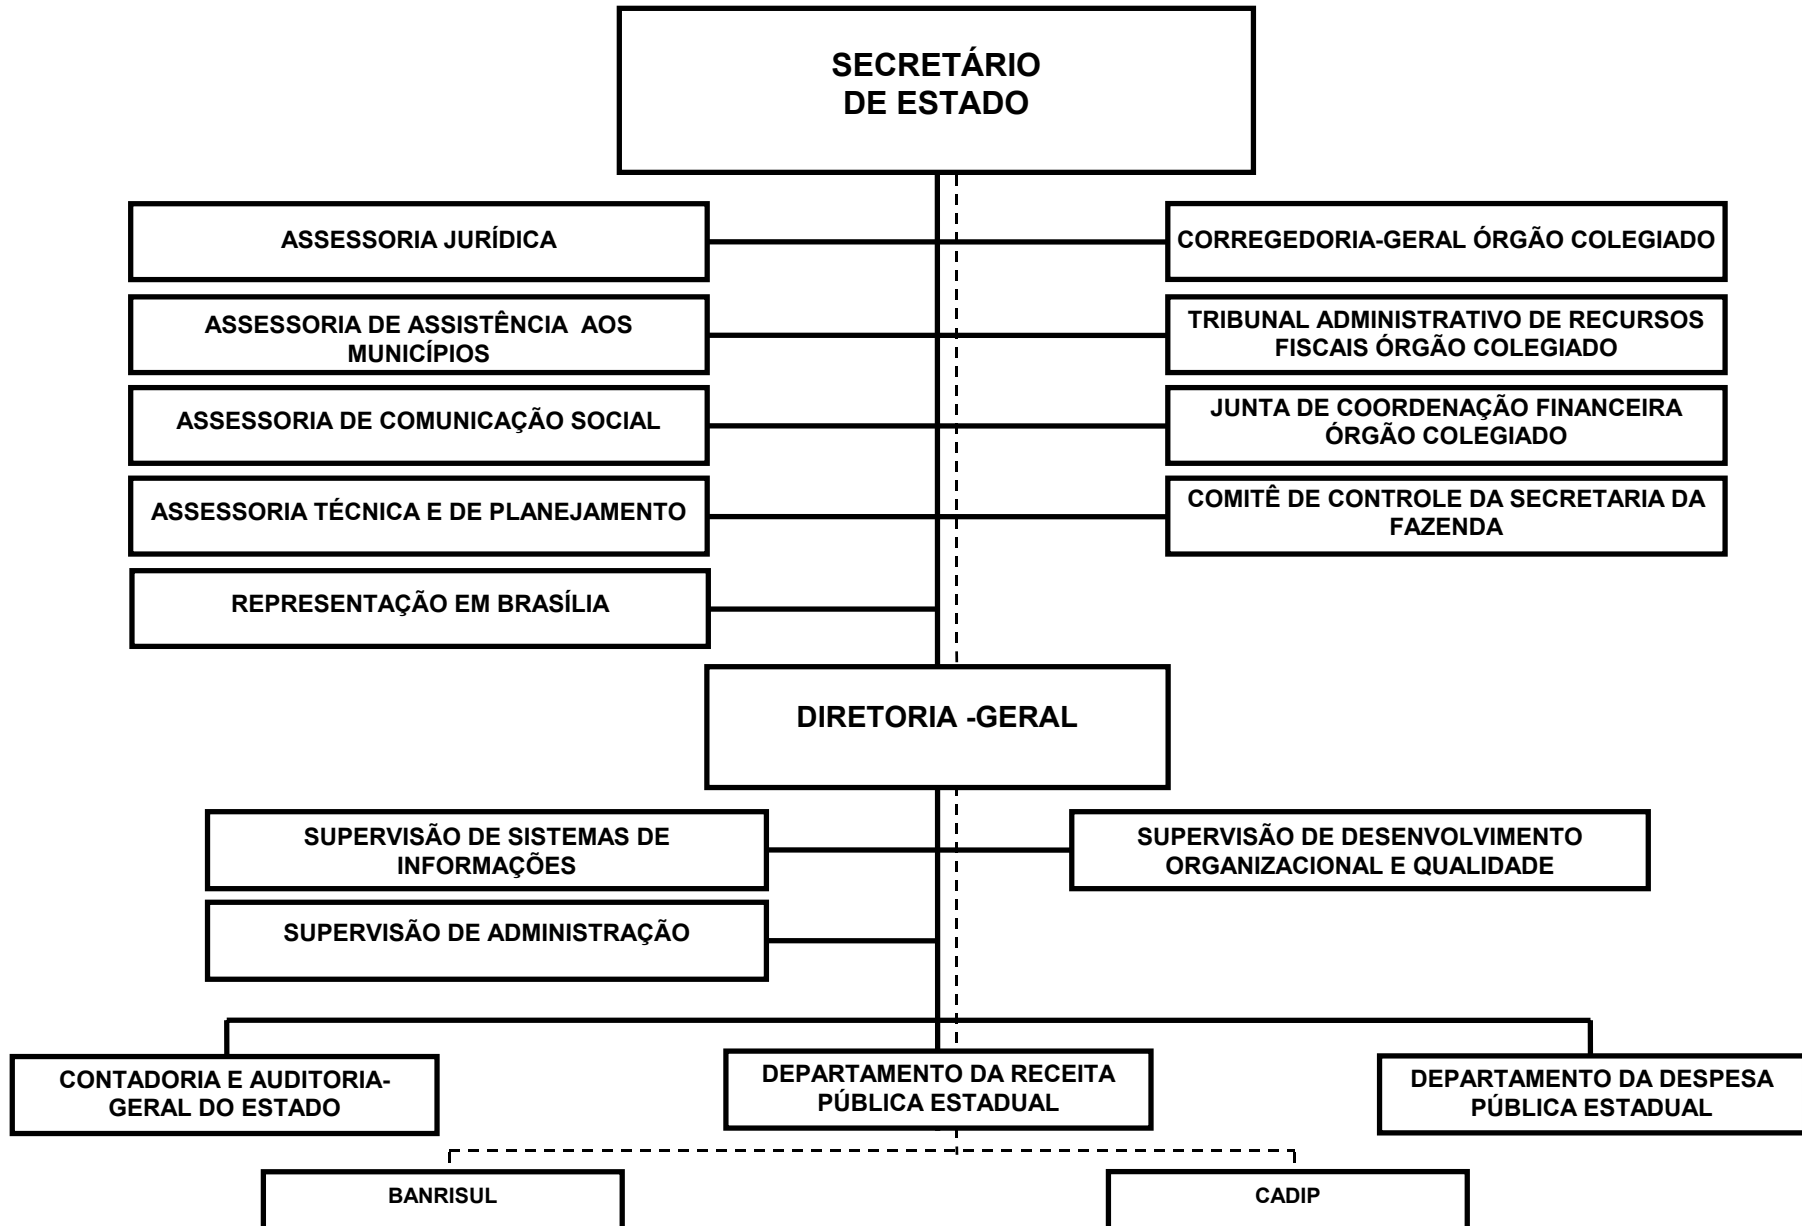 SECRETÁRIO
DE ESTADO
ASSESSORIA JURÍDICA
CORREGEDORIA-GERAL ÓRGÃO COLEGIADO
ASSESSORIA DE ASSISTÊNCIA  AOS
MUNICÍPIOS
TRIBUNAL ADMINISTRATIVO DE RECURSOS
FISCAIS ÓRGÃO COLEGIADO
ASSESSORIA DE COMUNICAÇÃO SOCIAL
JUNTA DE COORDENAÇÃO FINANCEIRA
ÓRGÃO COLEGIADO
ASSESSORIA TÉCNICA E DE PLANEJAMENTO
COMITÊ DE CONTROLE DA SECRETARIA DA
FAZENDA
REPRESENTAÇÃO EM BRASÍLIA
DIRETORIA -GERAL
SUPERVISÃO DE SISTEMAS DE
INFORMAÇÕES
SUPERVISÃO DE DESENVOLVIMENTO
ORGANIZACIONAL E QUALIDADE
SUPERVISÃO DE ADMINISTRAÇÃO
CONTADORIA E AUDITORIA-
GERAL DO ESTADO
DEPARTAMENTO DA RECEITA
PÚBLICA ESTADUAL
DEPARTAMENTO DA DESPESA
PÚBLICA ESTADUAL
BANRISUL
CADIP